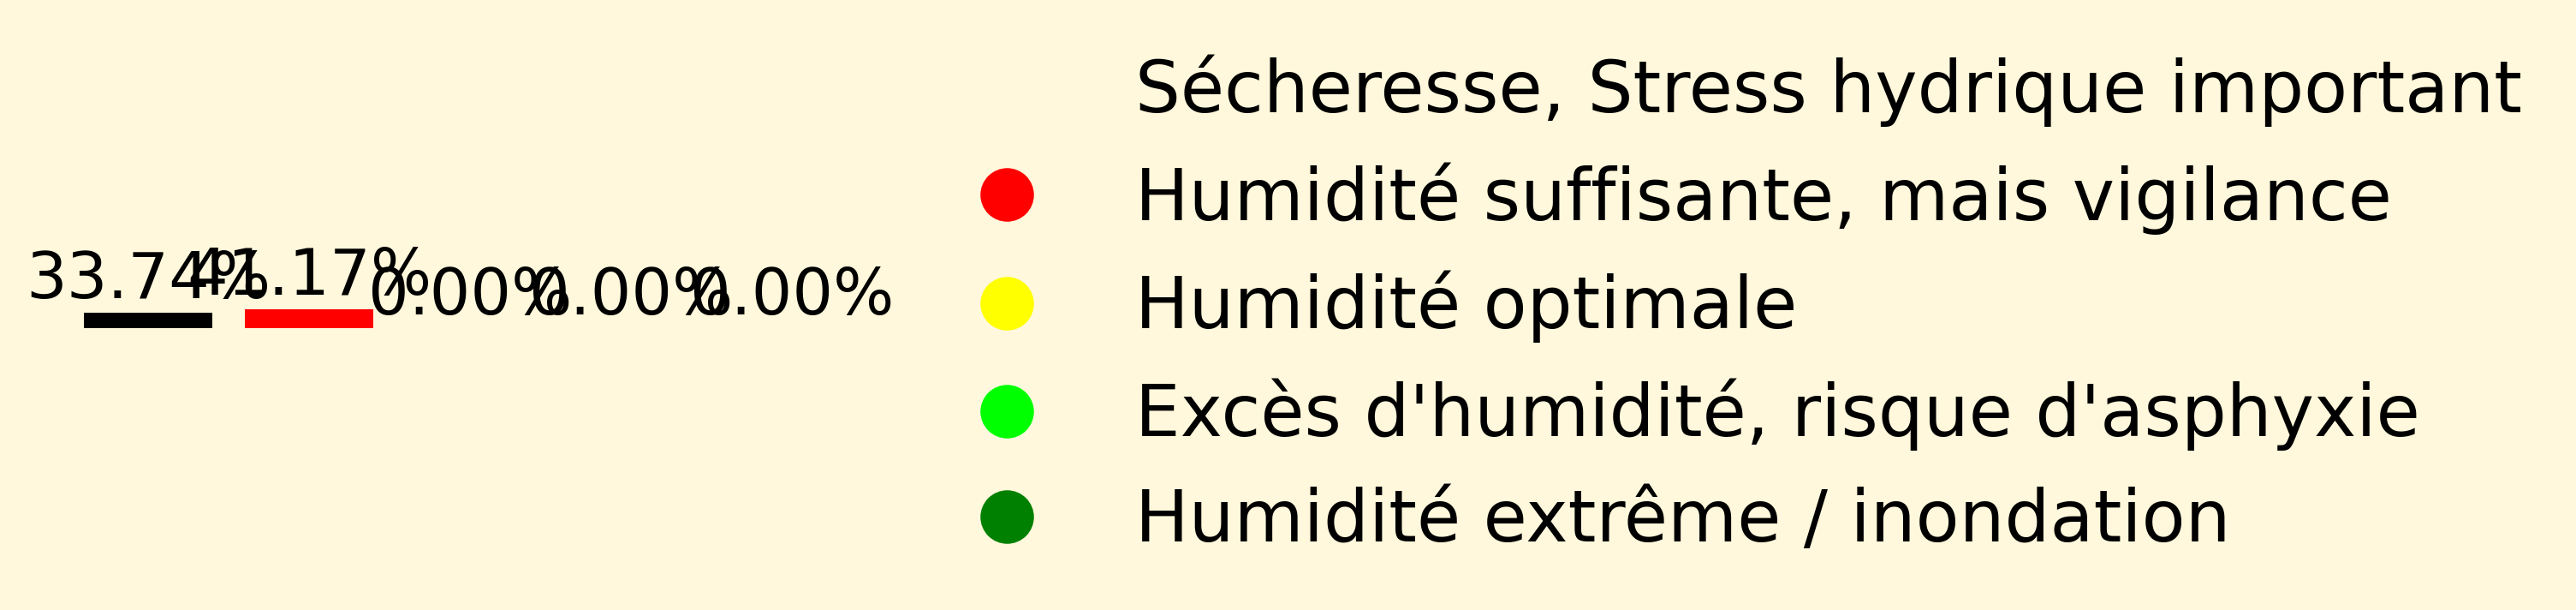 33.74% 41.17% 0.00% 0.00% 0.00%
Sécheresse, Stress hydrique important
Humidité suffisante, mais vigilance
Humidité optimale
Excès d'humidité, risque d'asphyxie
Humidité extrême / inondation